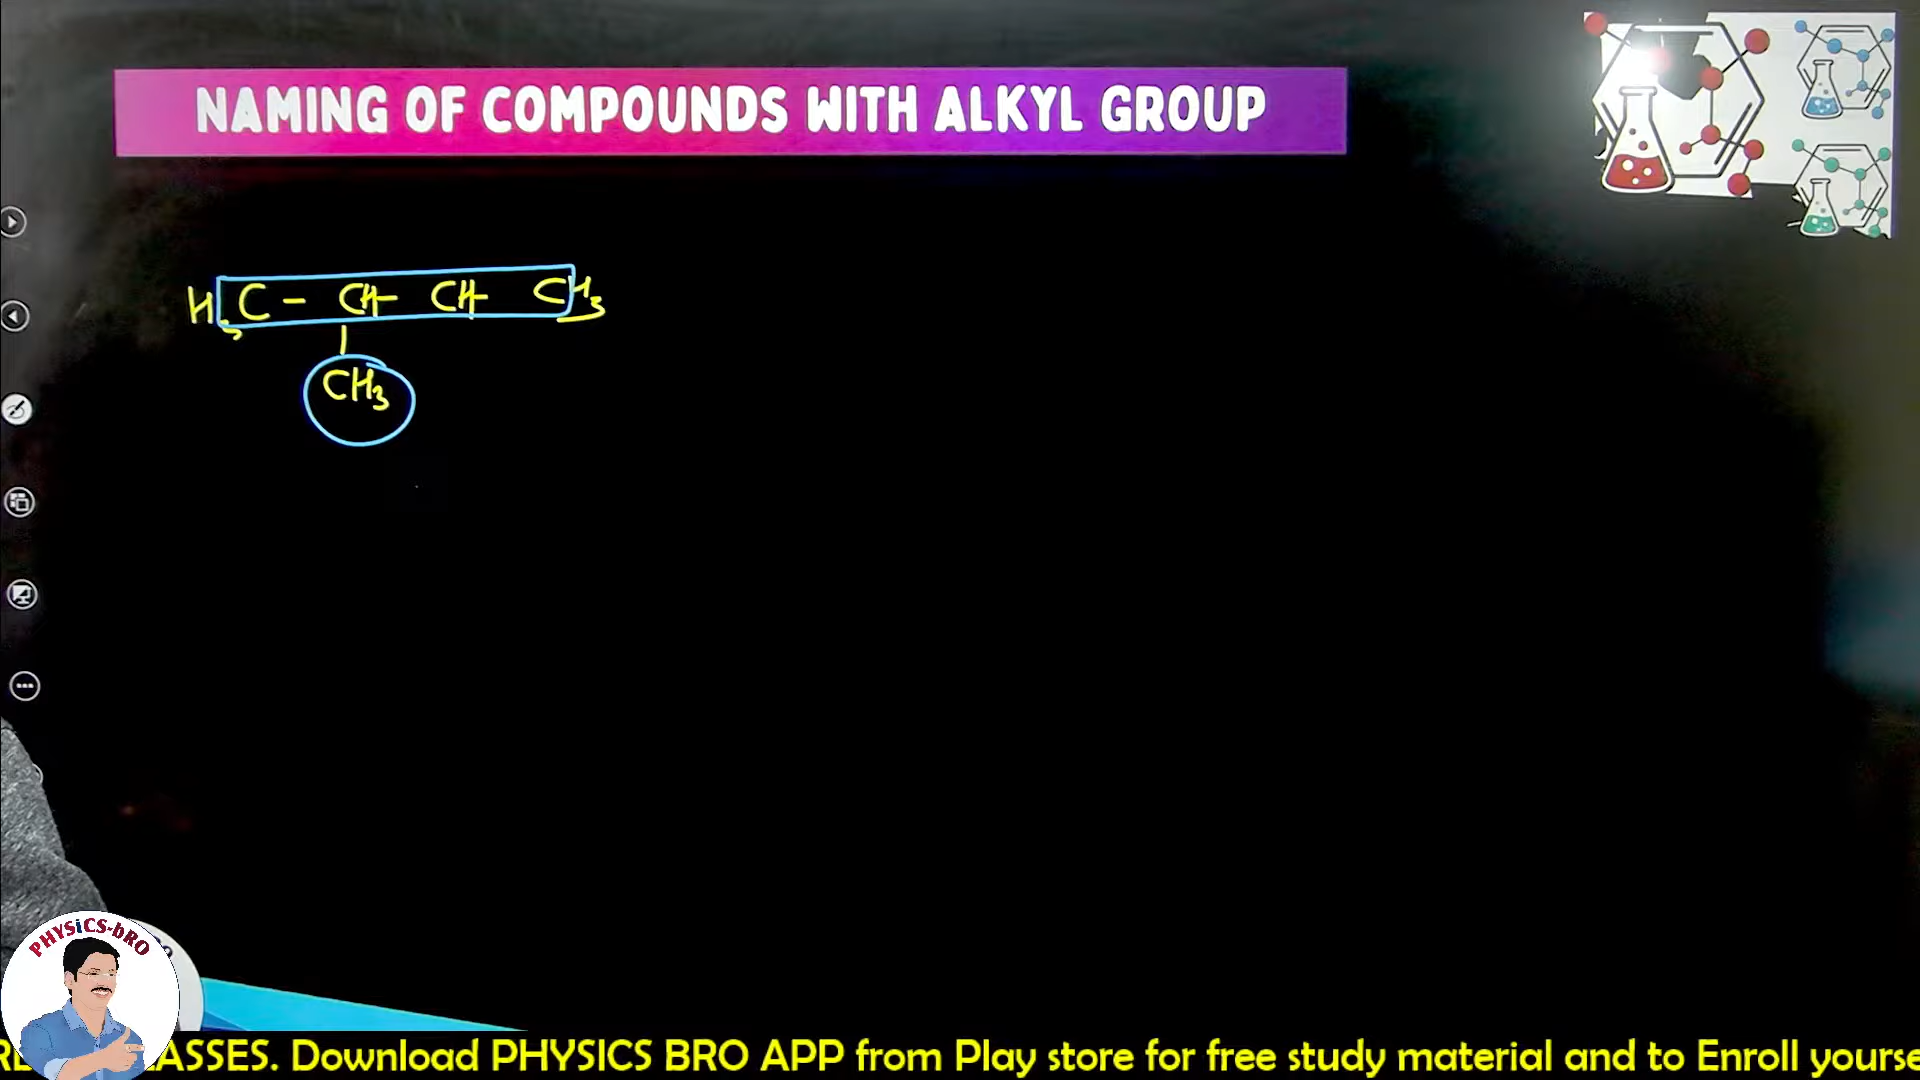 NAMING OF COMPOUNDS WITH ALKYL GROUP
H₃C – CH – CH CH₃
CH₃
PHYSiCS-bRO
ASSES. Download PHYSICS BRO APP from Play store for free study material and to Enroll yourse